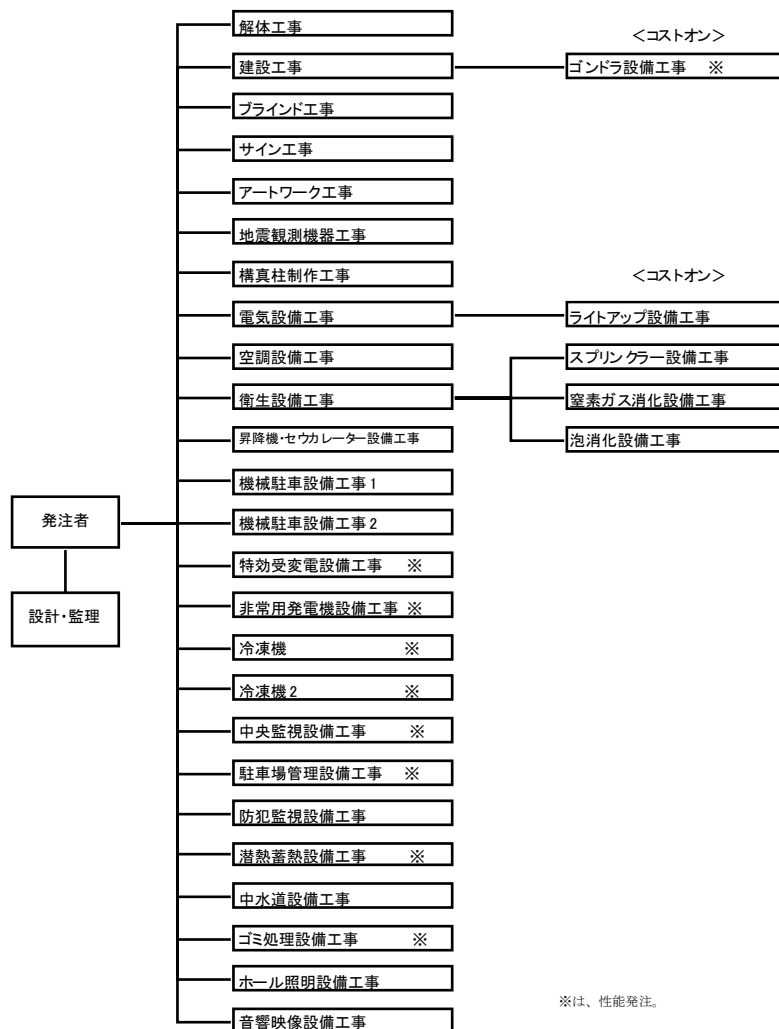 解体工事
＜コストオン＞
建設工事
ゴンドラ設備工事 ※
ブラインド工事
サイン工事
アートワーク工事
地震観測機器工事
構真柱制作工事
＜コストオン＞
電気設備工事
ライトアップ設備工事
空調設備工事
スプリンクラー設備工事
衛生設備工事
窒素ガス消化設備工事
昇降機・セウカレーター設備工事
泡消化設備工事
機械駐車設備工事1
発注者
機械駐車設備工事2
特効受変電設備工事 ※
設計・監理
非常用発電機設備工事 ※
冷凍機 ※
冷凍機2 ※
中央監視設備工事 ※
駐車場管理設備工事 ※
防犯監視設備工事
潜熱蓄熱設備工事 ※
中水道設備工事
ゴミ処理設備工事 ※
ホール照明設備工事
※は、性能発注。
音響映像設備工事